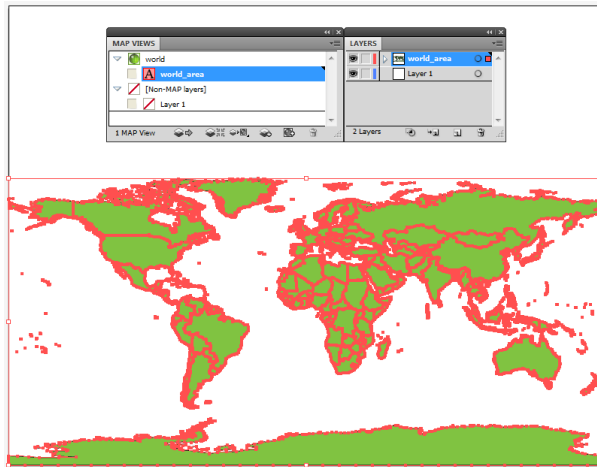 MAP VIEWS
world
A world_area
[Non-MAP layers]
Layer 1
1 MAP View
LAYERS
world_area
Layer 1
2 Layers